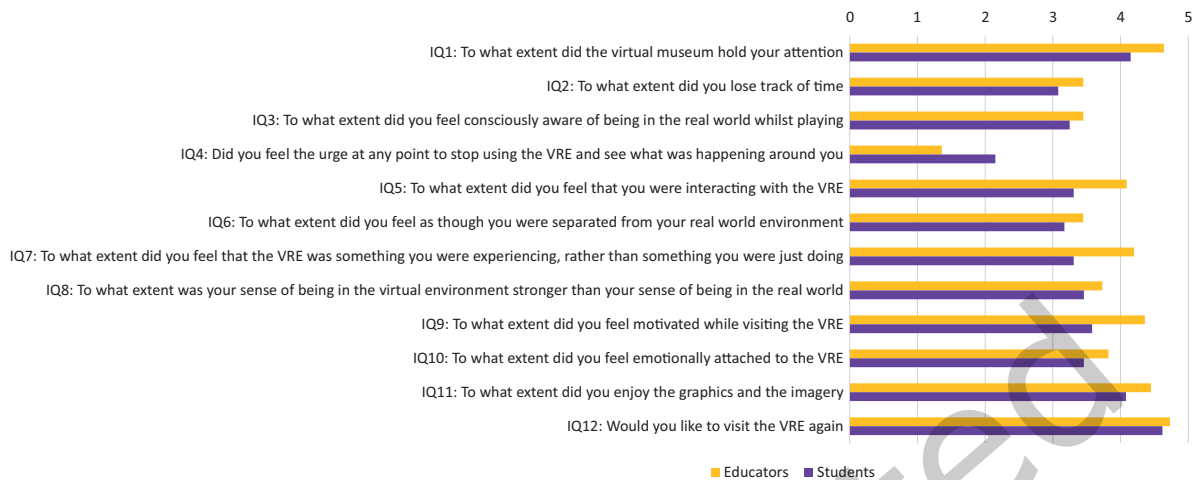 0 1 2 3 4 5
IQ1: To what extent did the virtual museum hold your attention
IQ2: To what extent did you lose track of time
IQ3: To what extent did you feel consciously aware of being in the real world whilst playing
IQ4: Did you feel the urge at any point to stop using the VRE and see what was happening around you
IQ5: To what extent did you feel that you were interacting with the VRE
IQ6: To what extent did you feel as though you were separated from your real world environment
IQ7: To what extent did you feel that the VRE was something you were experiencing, rather than something you were just doing
IQ8: To what extent was your sense of being in the virtual environment stronger than your sense of being in the real world
IQ9: To what extent did you feel motivated while visiting the VRE
IQ10: To what extent did you feel emotionally attached to the VRE
IQ11: To what extent did you enjoy the graphics and the imagery
IQ12: Would you like to visit the VRE again
Educators Students